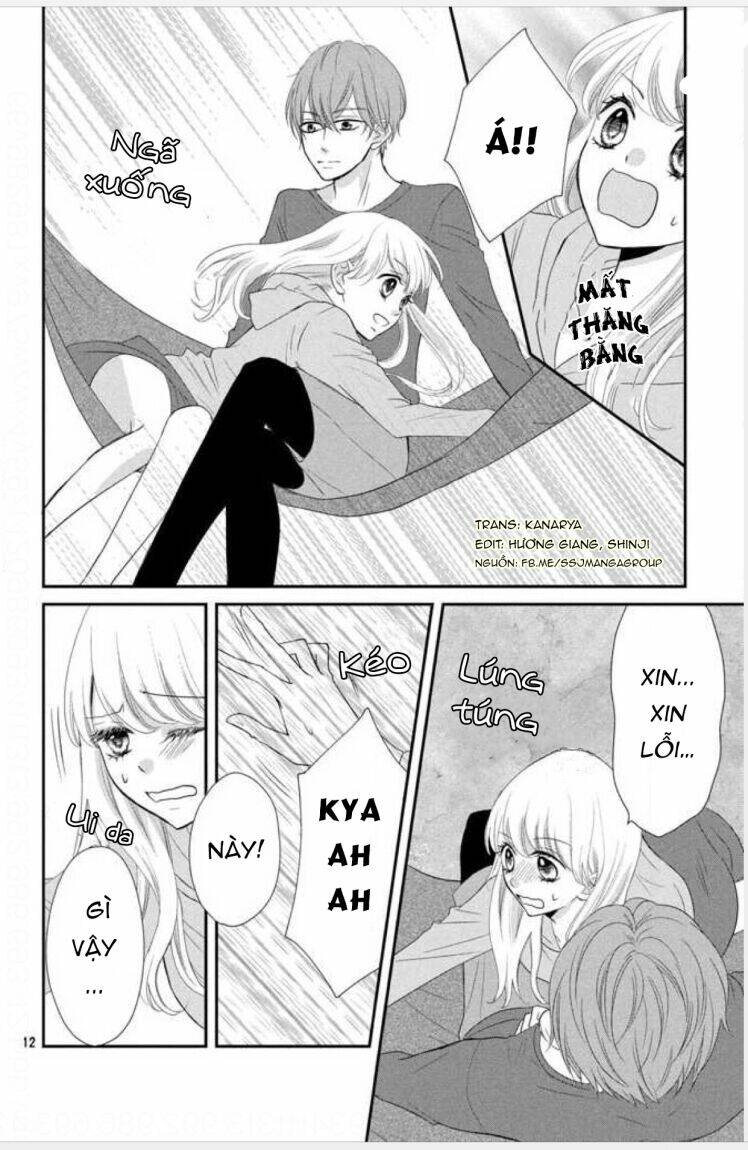 Á!!
MẤT
THĂNG
BẰNG
Ngã
xuống
TRANS: KANARYA
EDIT: HƯƠNG GIANG, SHINJI
NGUỒN: FB.ME/SSJMANGAGROUP
XIN...
XIN
LỖI...
Lúng
túng
Kéo
KYA
AH
AH
NÀY!
Ui da
GÌ
VẬY
...
12